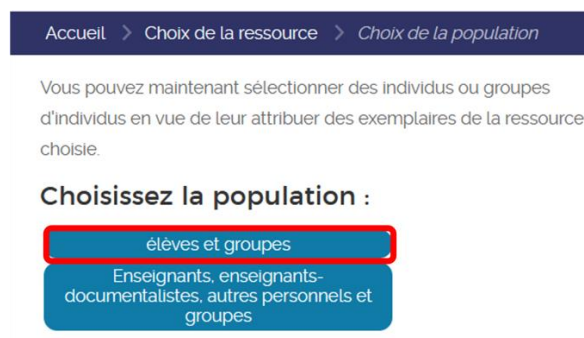 Accueil > Choix de la ressource > Choix de la population
Vous pouvez maintenant sélectionner des individus ou groupes
d'individus en vue de leur attribuer des exemplaires de la ressource
choisie.
Choisissez la population :
élèves et groupes
Enseignants, enseignants-
documentalistes, autres personnels et
groupes